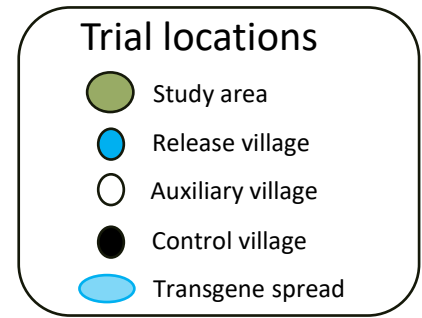 Trial locations
Study area
Release village
Auxiliary village
Control village
Transgene spread